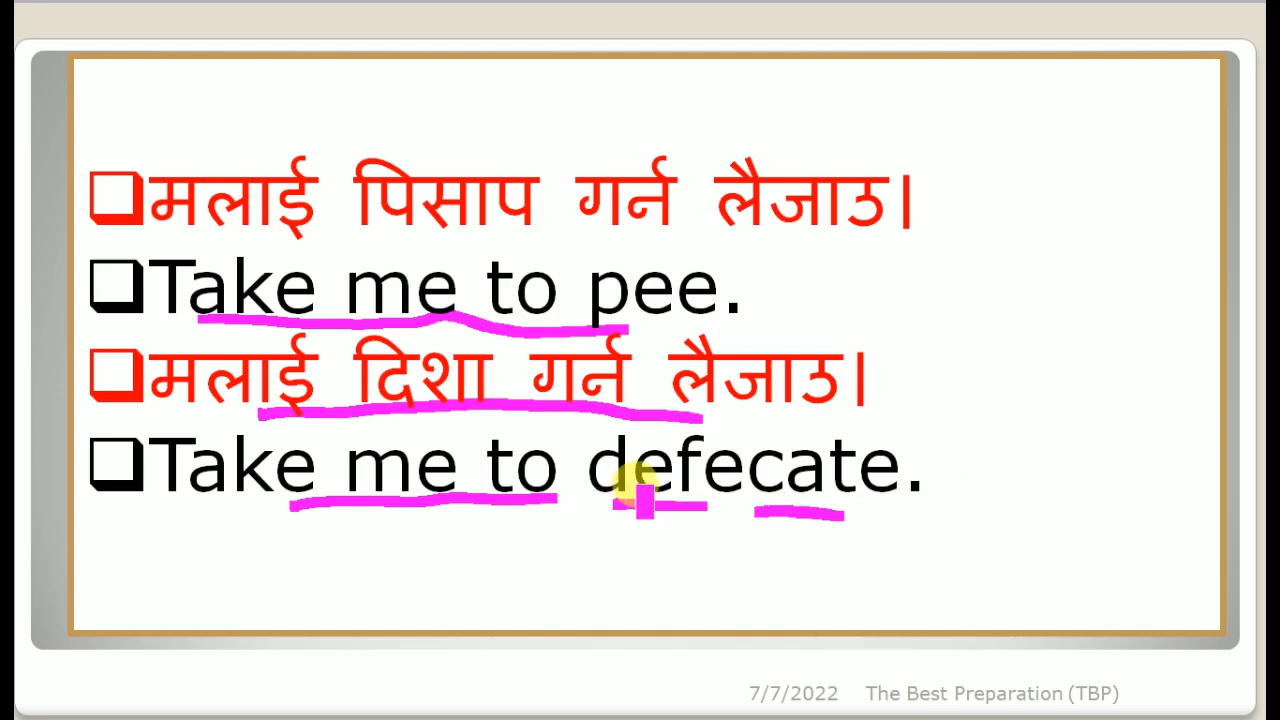 मलाई पिसाप गर्न लैजाउ।
Take me to pee.
मलाई दिशा गर्न लैजाउ।
Take me to defecate.
7/7/2022 The Best Preparation (TBP)